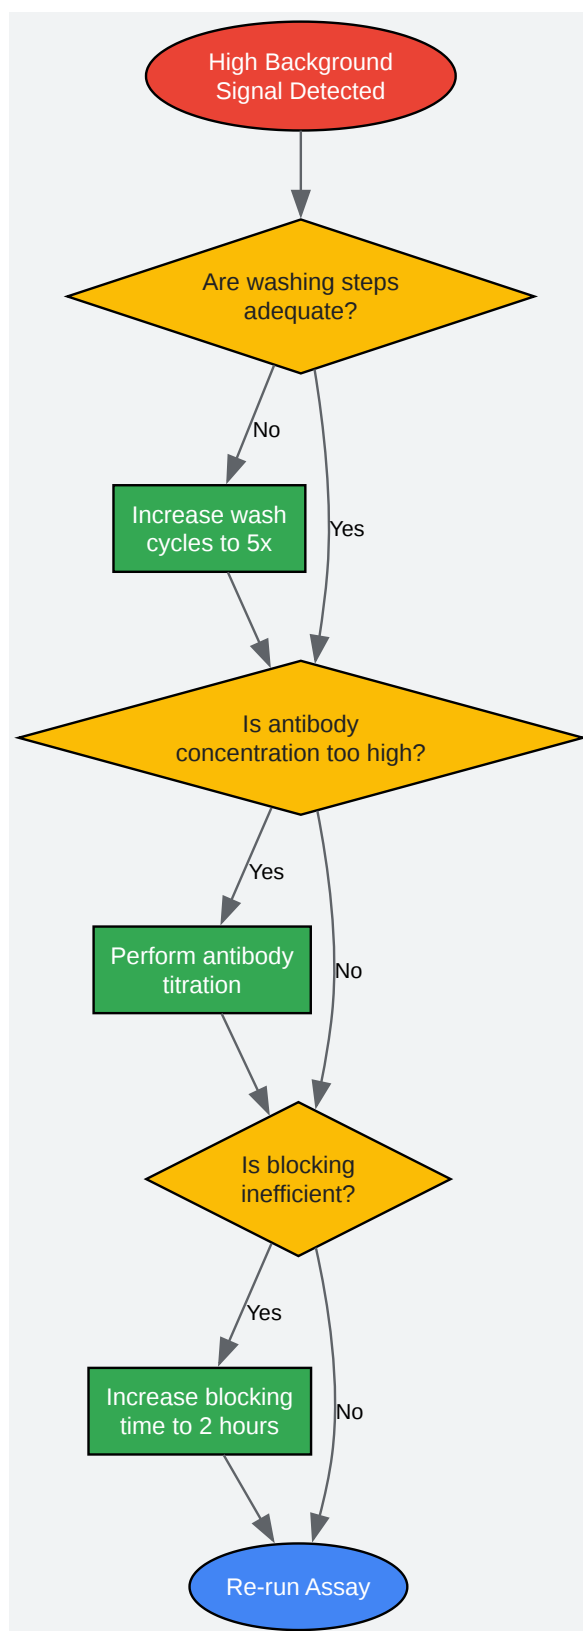 High Background
Signal Detected
Are washing steps
adequate?
No
Increase wash
cycles to 5x
Yes
Is antibody
concentration too high?
Yes
Perform antibody
titration
No
Is blocking
inefficient?
Yes
Increase blocking
time to 2 hours
No
Re-run Assay